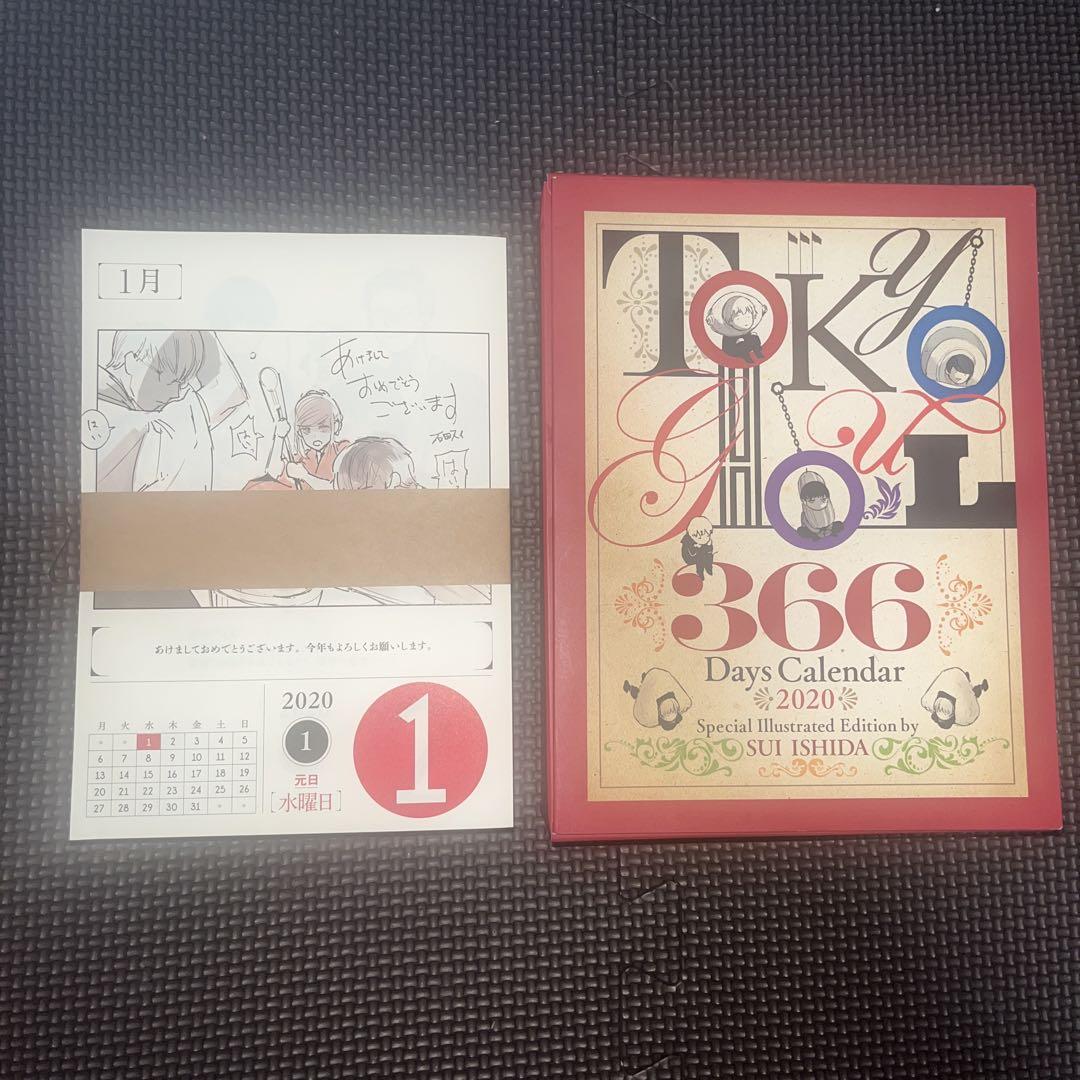 1月
あけまして
おめでとう
ございます
石田スイ
はい
はい
あけましておめでとうございます。今年もよろしくお願いします。
月 火 水 木 金 土 日
* * 1 2 3 4 5
6 7 8 9 10 11 12
13 14 15 16 17 18 19
20 21 22 23 24 25 26
27 28 29 30 31 * *
2020
1
元日
[水曜日]
1
TOKYO
gHOUL
366
Days Calendar
2020
Special Illustrated Edition by
SUI ISHIDA